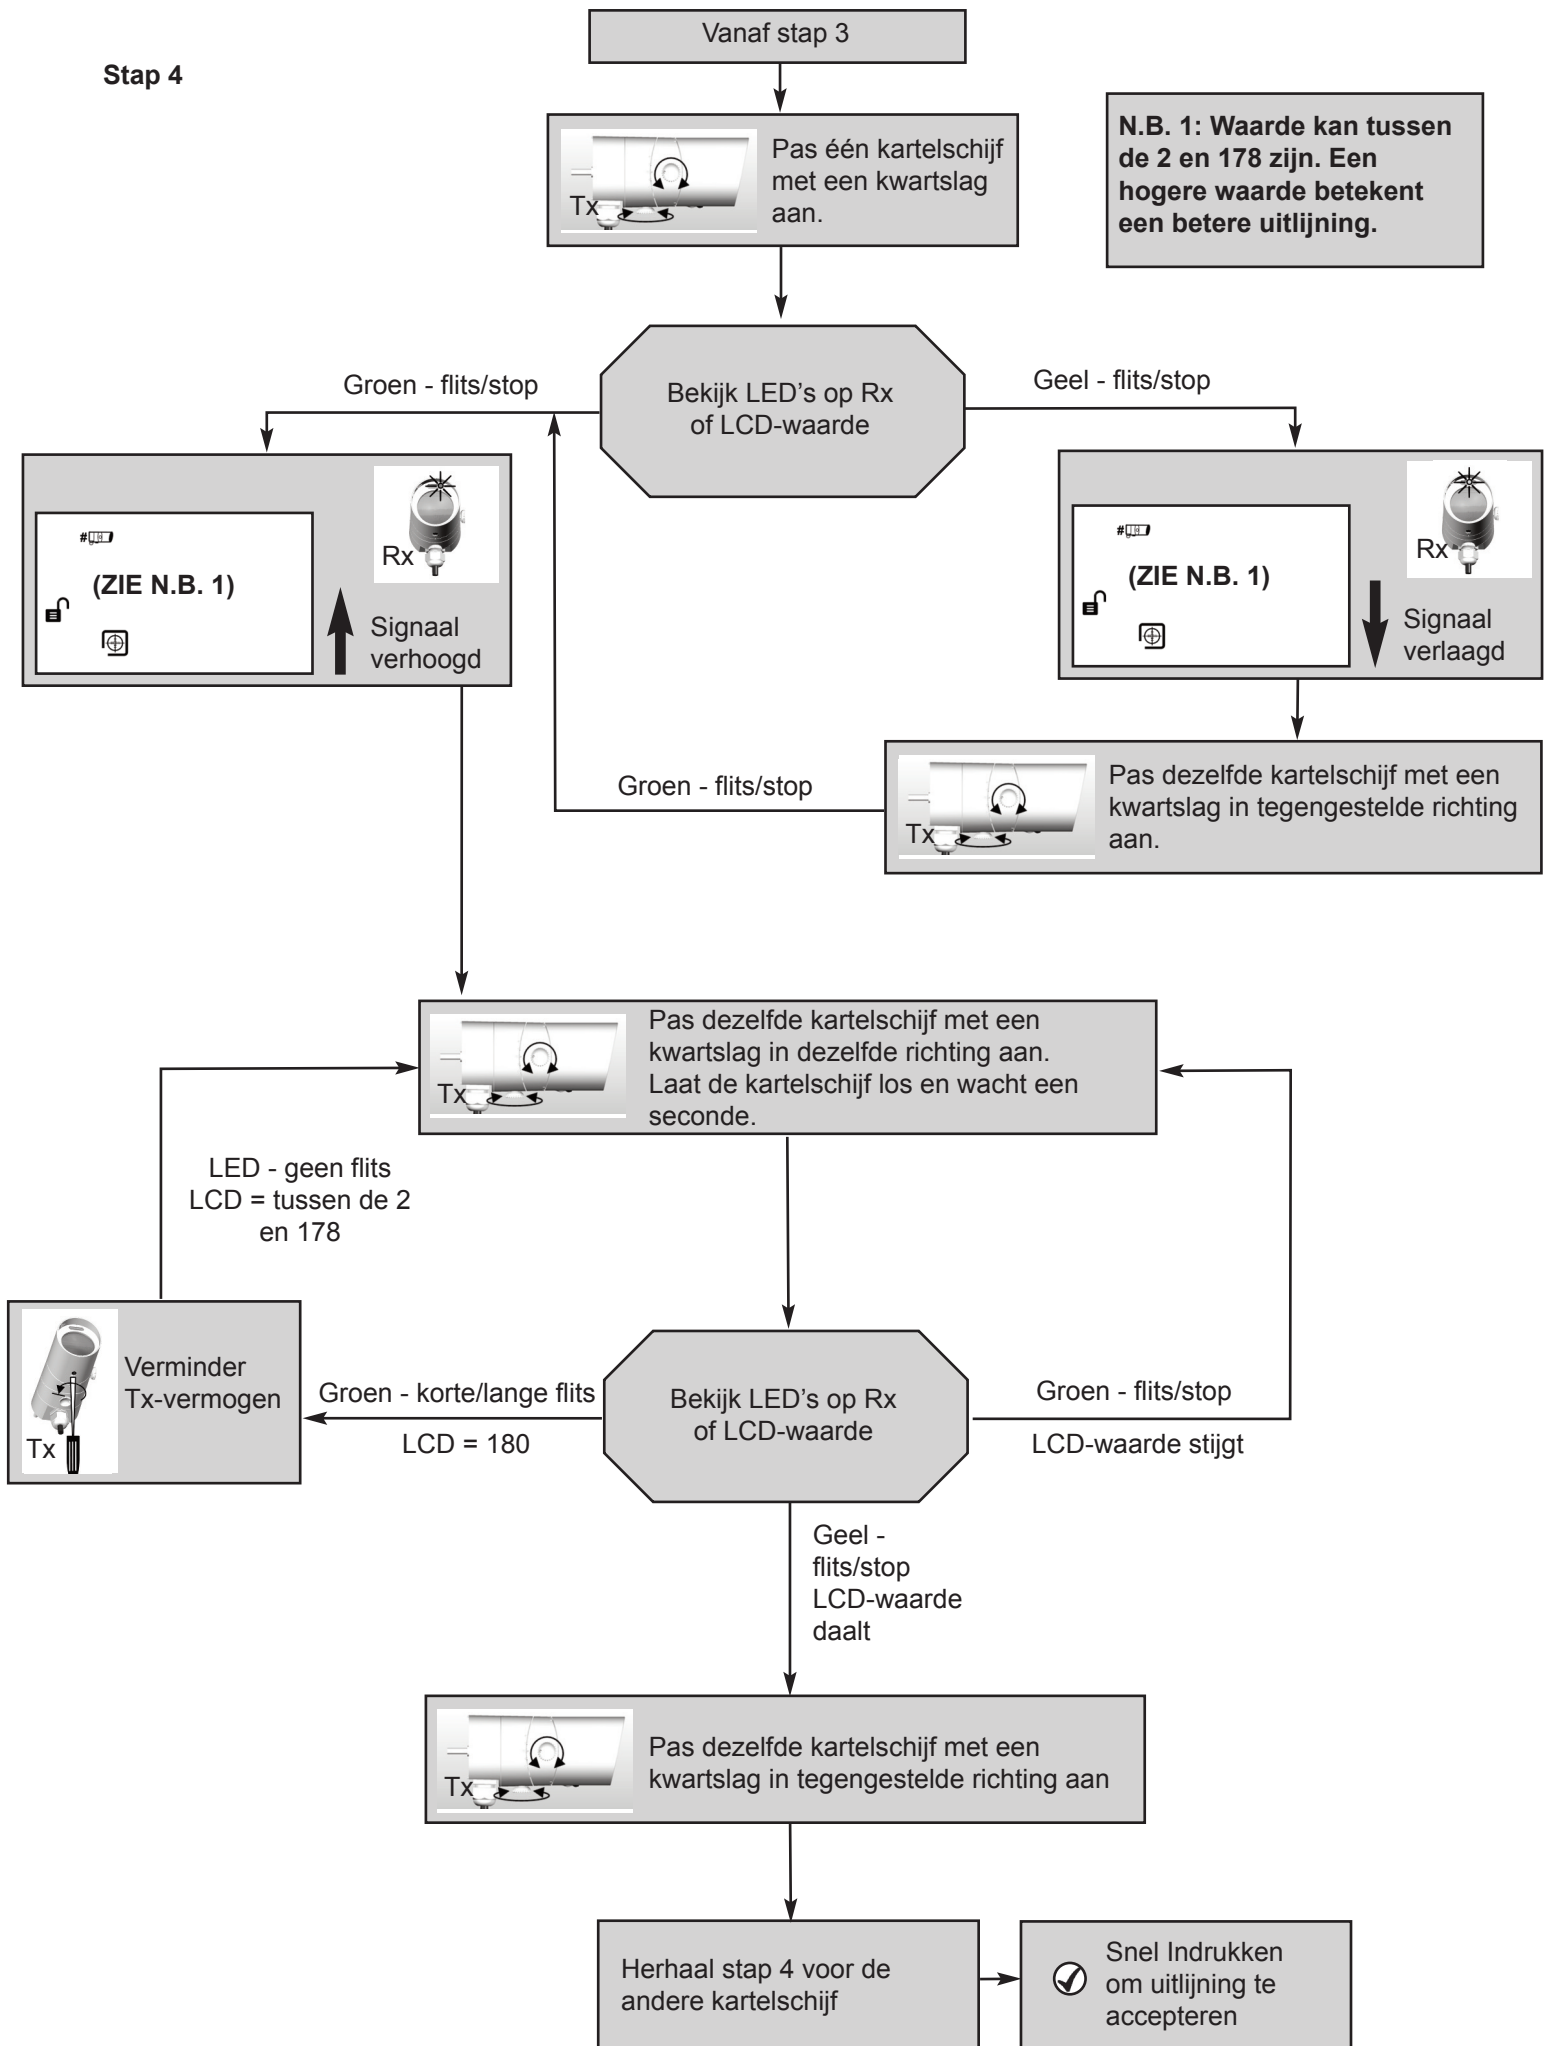 Vanaf stap 3
Stap 4
Pas één kartelschijf
met een kwartslag
aan.
Tx
N.B. 1: Waarde kan tussen
de 2 en 178 zijn. Een
hogere waarde betekent
een betere uitlijning.
Groen - flits/stop
Bekijk LED’s op Rx
of LCD-waarde
Geel - flits/stop
#
(ZIE N.B. 1)
Rx
Signaal
verhoogd
#
(ZIE N.B. 1)
Rx
Signaal
verlaagd
Groen - flits/stop
Tx
Pas dezelfde kartelschijf met een
kwartslag in tegengestelde richting
aan.
Tx
Pas dezelfde kartelschijf met een
kwartslag in dezelfde richting aan.
Laat de kartelschijf los en wacht een
seconde.
LED - geen flits
LCD = tussen de 2
en 178
Tx
Verminder
Tx-vermogen
Groen - korte/lange flits
LCD = 180
Bekijk LED’s op Rx
of LCD-waarde
Groen - flits/stop
LCD-waarde stijgt
Geel -
flits/stop
LCD-waarde
daalt
Tx
Pas dezelfde kartelschijf met een
kwartslag in tegengestelde richting aan
Herhaal stap 4 voor de
andere kartelschijf
Snel Indrukken
om uitlijning te
accepteren